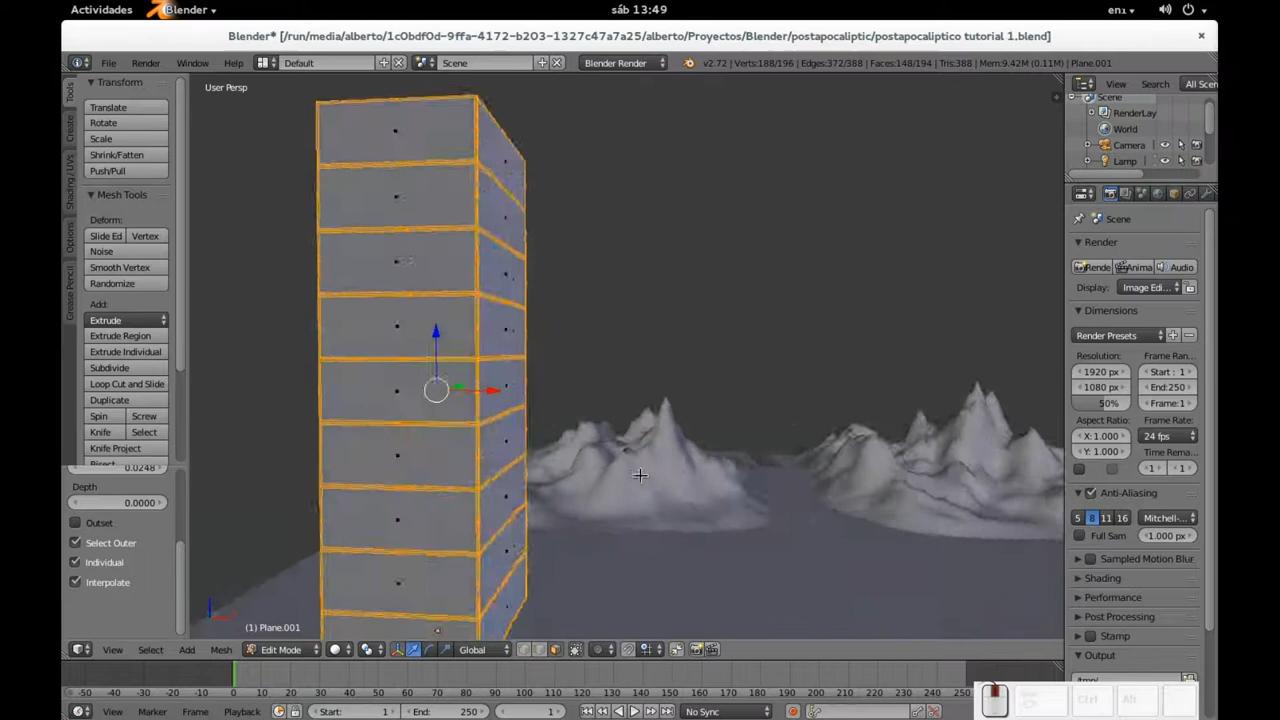 Actividades
Blender
sáb 13:49
en1
Blender* [/run/media/alberto/1c0bdf0d-9ffa-4172-b203-1327c47a7a25/alberto/Proyectos/Blender/postapocaliptic/postapocaliptico tutorial 1.blend]
File
Render
Window
Help
Default
Scene
Blender Render
v2.72 | Verts:188/196 | Edges:372/388 | Faces:148/194 | Tris:388 | Mem:9.42M (0.11M) | Plane.001
Tools
Create
Shading / UVs
Options
Grease Pencil
Transform
Translate
Rotate
Scale
Shrink/Fatten
Push/Pull
Mesh Tools
Deform:
Slide Ed
Vertex
Noise
Smooth Vertex
Randomize
Add:
Extrude
Extrude Region
Extrude Individual
Subdivide
Loop Cut and Slide
Duplicate
Spin
Screw
Knife
Select
Knife Project
Bisect
0.0248
Depth
0.0000
Outset
Select Outer
Individual
Interpolate
User Persp
(1) Plane.001
View
Select
Add
Mesh
Edit Mode
Global
View
Search
All Scen
Scene
RenderLay
World
Camera
Lamp
Scene
Render
Rende
Anima
Audio
Display:
Image Edi...
Dimensions
Render Presets
Resolution:
Frame Ran...
1920 px
Start : 1
1080 px
End:250
50%
Frame:1
Aspect Ratio:
Frame Rate:
X: 1.000
24 fps
Y: 1.000
Time Rema...
1
1
Anti-Aliasing
5
8
11
16
Mitchell-...
Full Sam
1.000 px
Sampled Motion Blur
Shading
Performance
Post Processing
Stamp
Output
/tmp/
-50 -40 -30 -20 -10 0 10 20 30 40 50 60 70 80 90 100 110 120 130 140 150 160 170 180 190 200 210 220 230 240 250
View
Marker
Frame
Playback
Start: 1
End: 250
1
No Sync
Ctrl
Alt